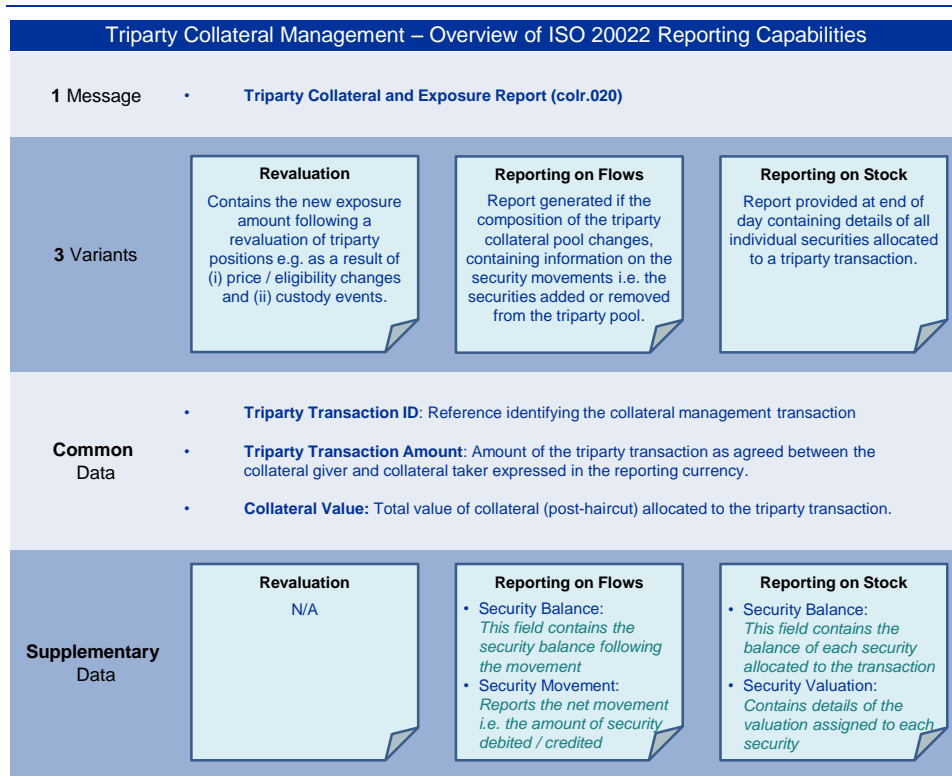 Triparty Collateral Management – Overview of ISO 20022 Reporting Capabilities
1 Message
• Triparty Collateral and Exposure Report (colr.020)
3 Variants
Revaluation
Contains the new exposure
amount following a
revaluation of triparty
positions e.g. as a result of
(i) price / eligibility changes
and (ii) custody events.
Reporting on Flows
Report generated if the
composition of the triparty
collateral pool changes,
containing information on the
security movements i.e. the
securities added or removed
from the triparty pool.
Reporting on Stock
Report provided at end of
day containing details of all
individual securities allocated
to a triparty transaction.
Common
Data
• Triparty Transaction ID: Reference identifying the collateral management transaction
• Triparty Transaction Amount: Amount of the triparty transaction as agreed between the
collateral giver and collateral taker expressed in the reporting currency.
• Collateral Value: Total value of collateral (post-haircut) allocated to the triparty transaction.
Supplementary
Data
Revaluation
N/A
Reporting on Flows
• Security Balance:
This field contains the
security balance following
the movement
• Security Movement:
Reports the net movement
i.e. the amount of security
debited / credited
Reporting on Stock
• Security Balance:
This field contains the
balance of each security
allocated to the transaction
• Security Valuation:
Contains details of the
valuation assigned to each
security